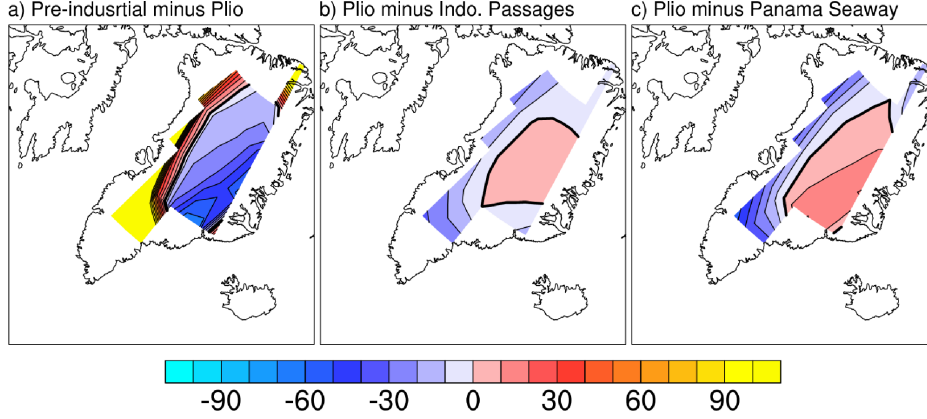 a) Pre-indusrtial minus Plio
b) Plio minus Indo. Passages
c) Plio minus Panama Seaway
-90 -60 -30 0 30 60 90